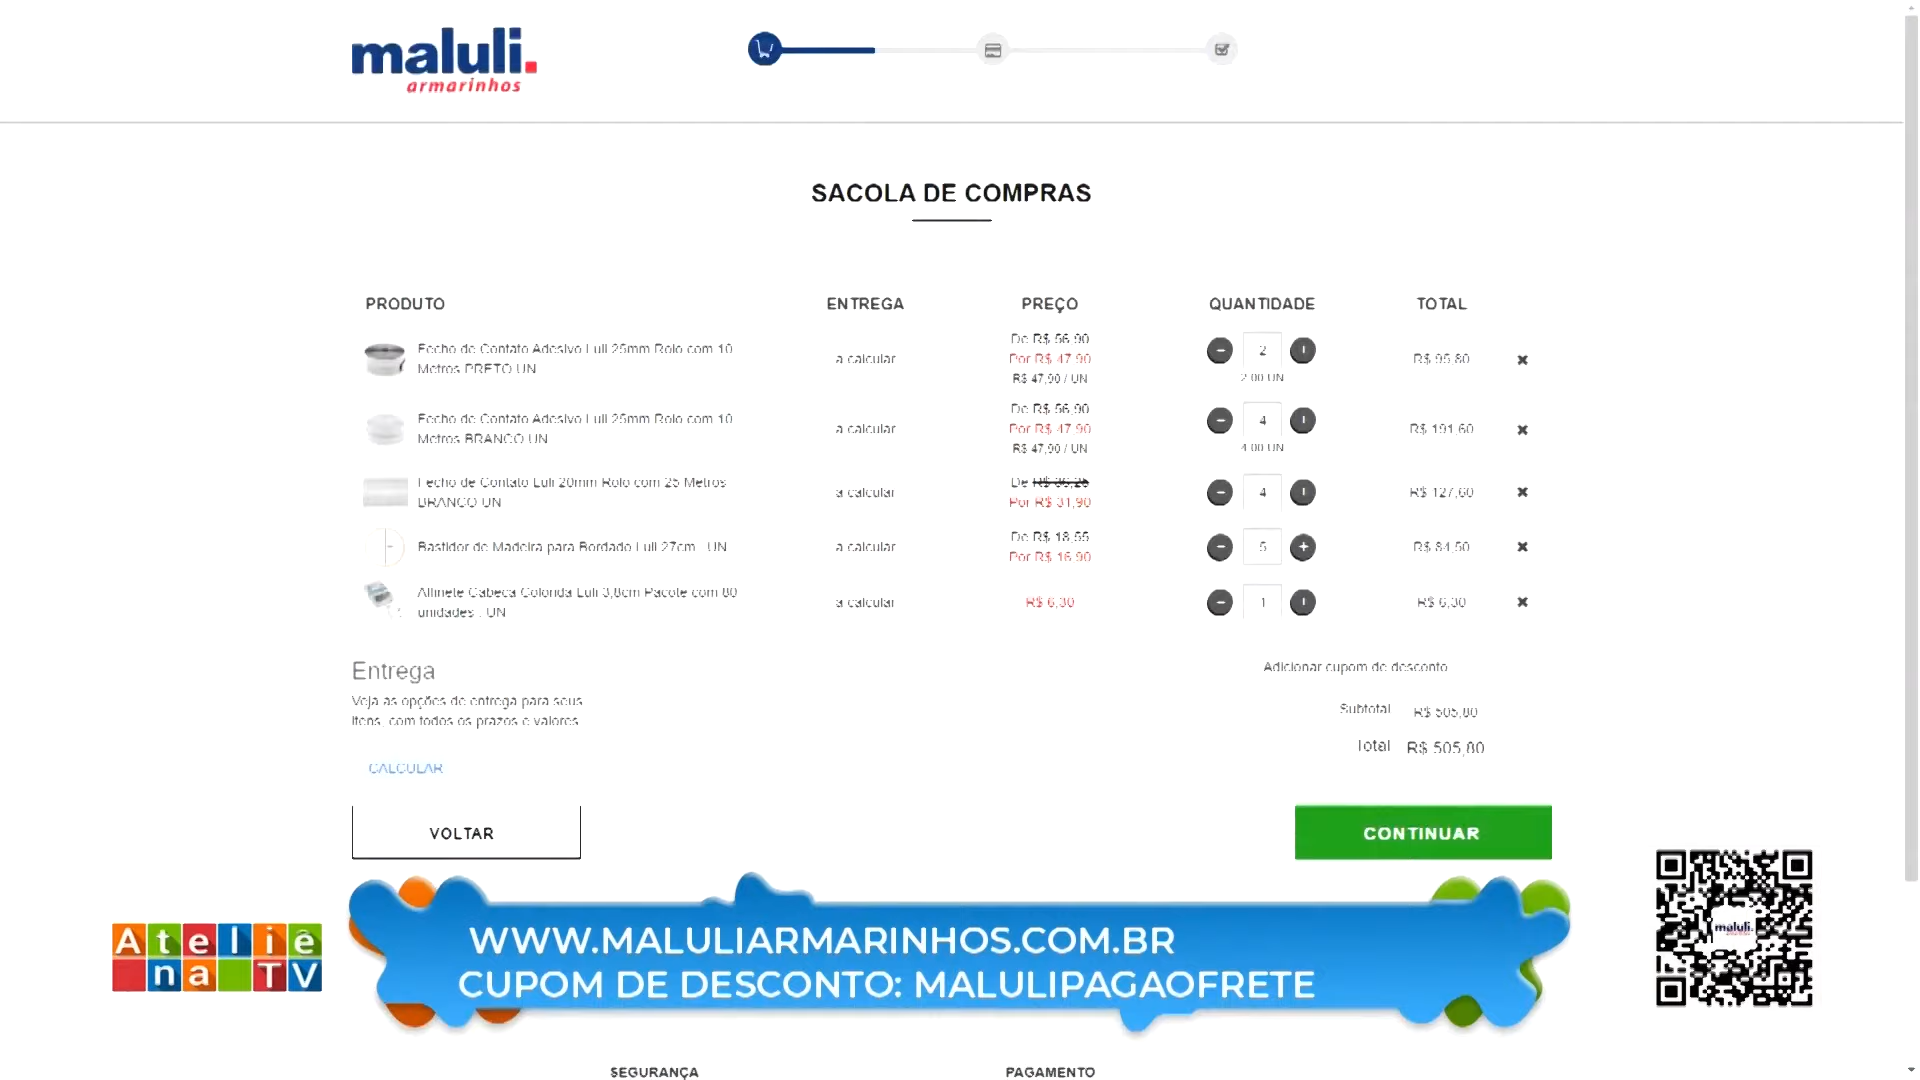 maluli.
armarinhos
SACOLA DE COMPRAS
PRODUTO ENTREGA PREÇO QUANTIDADE TOTAL
Fecho de Contato Adesivo Luli 25mm Rolo com 10 Metros PRETO UN
a calcular
De R$ 56,90
Por R$ 47,90
R$ 47,90 / UN
2
2.00 UN
R$ 95,80
Fecho de Contato Adesivo Luli 25mm Rolo com 10 Metros BRANCO UN
a calcular
De R$ 56,90
Por R$ 47,90
R$ 47,90 / UN
4
4.00 UN
R$ 191,60
Fecho de Contato Luli 20mm Rolo com 25 Metros BRANCO UN
a calcular
De R$ 36,25
Por R$ 31,90
4
R$ 127,60
Bastidor de Madeira para Bordado Luli 27cm . UN
a calcular
De R$ 18,55
Por R$ 16,90
5
R$ 84,50
Alfinete Cabeca Colorida Luli 3,8cm Pacote com 80 unidades . UN
a calcular
R$ 6,30
1
R$ 6,30
Entrega
Veja as opções de entrega para seus
itens, com todos os prazos e valores
CALCULAR
Adicionar cupom de desconto
Subtotal R$ 505,80
Total R$ 505,80
VOLTAR
CONTINUAR
Ateliê
na TV
WWW.MALULIARMARINHOS.COM.BR
CUPOM DE DESCONTO: MALULIPAGAOFRETE
maluli.
SEGURANÇA PAGAMENTO